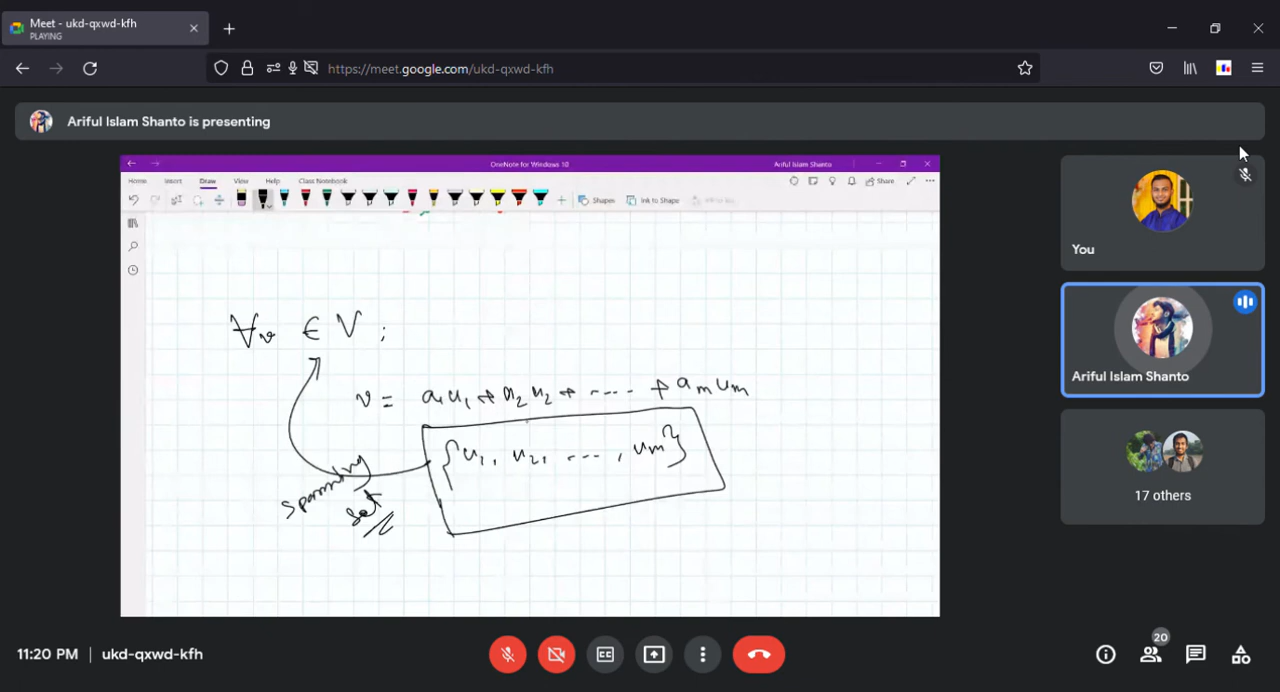 Meet - ukd-qxwd-kfh
PLAYING
https://meet.google.com/ukd-qxwd-kfh
Ariful Islam Shanto is presenting
OneNote for Windows 10
Ariful Islam Shanto
Home Insert Draw View Help Class Notebook
Share
Shapes Ink to Shape
∀v ∈ V ;
v = a₁u₁ + a₂u₂ + ..... + aₘuₘ
{u₁, u₂, ..., uₘ}
spanning
set
You
Ariful Islam Shanto
17 others
11:20 PM | ukd-qxwd-kfh
20